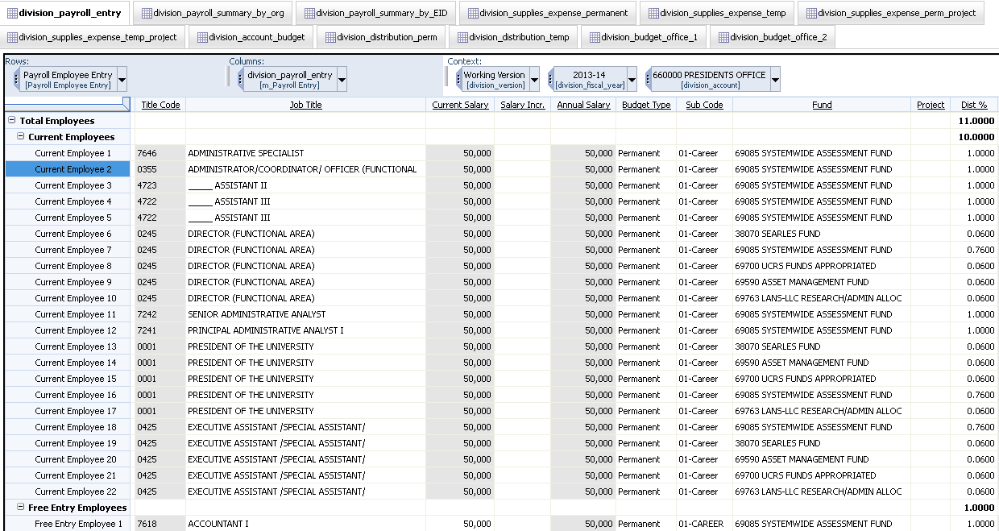 division_payroll_entry division_payroll_summary_by_org division_payroll_summary_by_EID division_supplies_expense_permanent division_supplies_expense_temp division_supplies_expense_perm_project
division_supplies_expense_temp_project division_account_budget division_distribution_perm division_distribution_temp division_budget_office_1 division_budget_office_2
Rows: Columns: Context:
Payroll Employee Entry division_payroll_entry Working Version 2013-14 660000 PRESIDENTS OFFICE
[Payroll Employee Entry] [m_Payroll Entry] [division_version] [division_fiscal_year] [division_account]
Title Code Job Title Current Salary Salary Incr. Annual Salary Budget Type Sub Code Fund Project Dist %
Total Employees 11.0000
Current Employees 10.0000
Current Employee 1 7646 ADMINISTRATIVE SPECIALIST 50,000 50,000 Permanent 01-Career 69085 SYSTEMWIDE ASSESSMENT FUND 1.0000
Current Employee 2 0355 ADMINISTRATOR/COORDINATOR/ OFFICER (FUNCTIONAL 50,000 50,000 Permanent 01-Career 69085 SYSTEMWIDE ASSESSMENT FUND 1.0000
Current Employee 3 4723 _____ ASSISTANT II 50,000 50,000 Permanent 01-Career 69085 SYSTEMWIDE ASSESSMENT FUND 1.0000
Current Employee 4 4722 _____ ASSISTANT III 50,000 50,000 Permanent 01-Career 69085 SYSTEMWIDE ASSESSMENT FUND 1.0000
Current Employee 5 4722 _____ ASSISTANT III 50,000 50,000 Permanent 01-Career 69085 SYSTEMWIDE ASSESSMENT FUND 1.0000
Current Employee 6 0245 DIRECTOR (FUNCTIONAL AREA) 50,000 50,000 Permanent 01-Career 38070 SEARLES FUND 0.0600
Current Employee 7 0245 DIRECTOR (FUNCTIONAL AREA) 50,000 50,000 Permanent 01-Career 69085 SYSTEMWIDE ASSESSMENT FUND 0.7600
Current Employee 8 0245 DIRECTOR (FUNCTIONAL AREA) 50,000 50,000 Permanent 01-Career 69700 UCRS FUNDS APPROPRIATED 0.0600
Current Employee 9 0245 DIRECTOR (FUNCTIONAL AREA) 50,000 50,000 Permanent 01-Career 69590 ASSET MANAGEMENT FUND 0.0600
Current Employee 10 0245 DIRECTOR (FUNCTIONAL AREA) 50,000 50,000 Permanent 01-Career 69763 LANS-LLC RESEARCH/ADMIN ALLOC 0.0600
Current Employee 11 7242 SENIOR ADMINISTRATIVE ANALYST 50,000 50,000 Permanent 01-Career 69085 SYSTEMWIDE ASSESSMENT FUND 1.0000
Current Employee 12 7241 PRINCIPAL ADMINISTRATIVE ANALYST I 50,000 50,000 Permanent 01-Career 69085 SYSTEMWIDE ASSESSMENT FUND 1.0000
Current Employee 13 0001 PRESIDENT OF THE UNIVERSITY 50,000 50,000 Permanent 01-Career 38070 SEARLES FUND 0.0600
Current Employee 14 0001 PRESIDENT OF THE UNIVERSITY 50,000 50,000 Permanent 01-Career 69590 ASSET MANAGEMENT FUND 0.0600
Current Employee 15 0001 PRESIDENT OF THE UNIVERSITY 50,000 50,000 Permanent 01-Career 69700 UCRS FUNDS APPROPRIATED 0.0600
Current Employee 16 0001 PRESIDENT OF THE UNIVERSITY 50,000 50,000 Permanent 01-Career 69085 SYSTEMWIDE ASSESSMENT FUND 0.7600
Current Employee 17 0001 PRESIDENT OF THE UNIVERSITY 50,000 50,000 Permanent 01-Career 69763 LANS-LLC RESEARCH/ADMIN ALLOC 0.0600
Current Employee 18 0425 EXECUTIVE ASSISTANT /SPECIAL ASSISTANT/ 50,000 50,000 Permanent 01-Career 69085 SYSTEMWIDE ASSESSMENT FUND 0.7600
Current Employee 19 0425 EXECUTIVE ASSISTANT /SPECIAL ASSISTANT/ 50,000 50,000 Permanent 01-Career 38070 SEARLES FUND 0.0600
Current Employee 20 0425 EXECUTIVE ASSISTANT /SPECIAL ASSISTANT/ 50,000 50,000 Permanent 01-Career 69590 ASSET MANAGEMENT FUND 0.0600
Current Employee 21 0425 EXECUTIVE ASSISTANT /SPECIAL ASSISTANT/ 50,000 50,000 Permanent 01-Career 69700 UCRS FUNDS APPROPRIATED 0.0600
Current Employee 22 0425 EXECUTIVE ASSISTANT /SPECIAL ASSISTANT/ 50,000 50,000 Permanent 01-Career 69763 LANS-LLC RESEARCH/ADMIN ALLOC 0.0600
Free Entry Employees 1.0000
Free Entry Employee 1 7618 ACCOUNTANT I 50,000 50,000 Permanent 01-CAREER 69085 SYSTEMWIDE ASSESSMENT FUND 1.0000